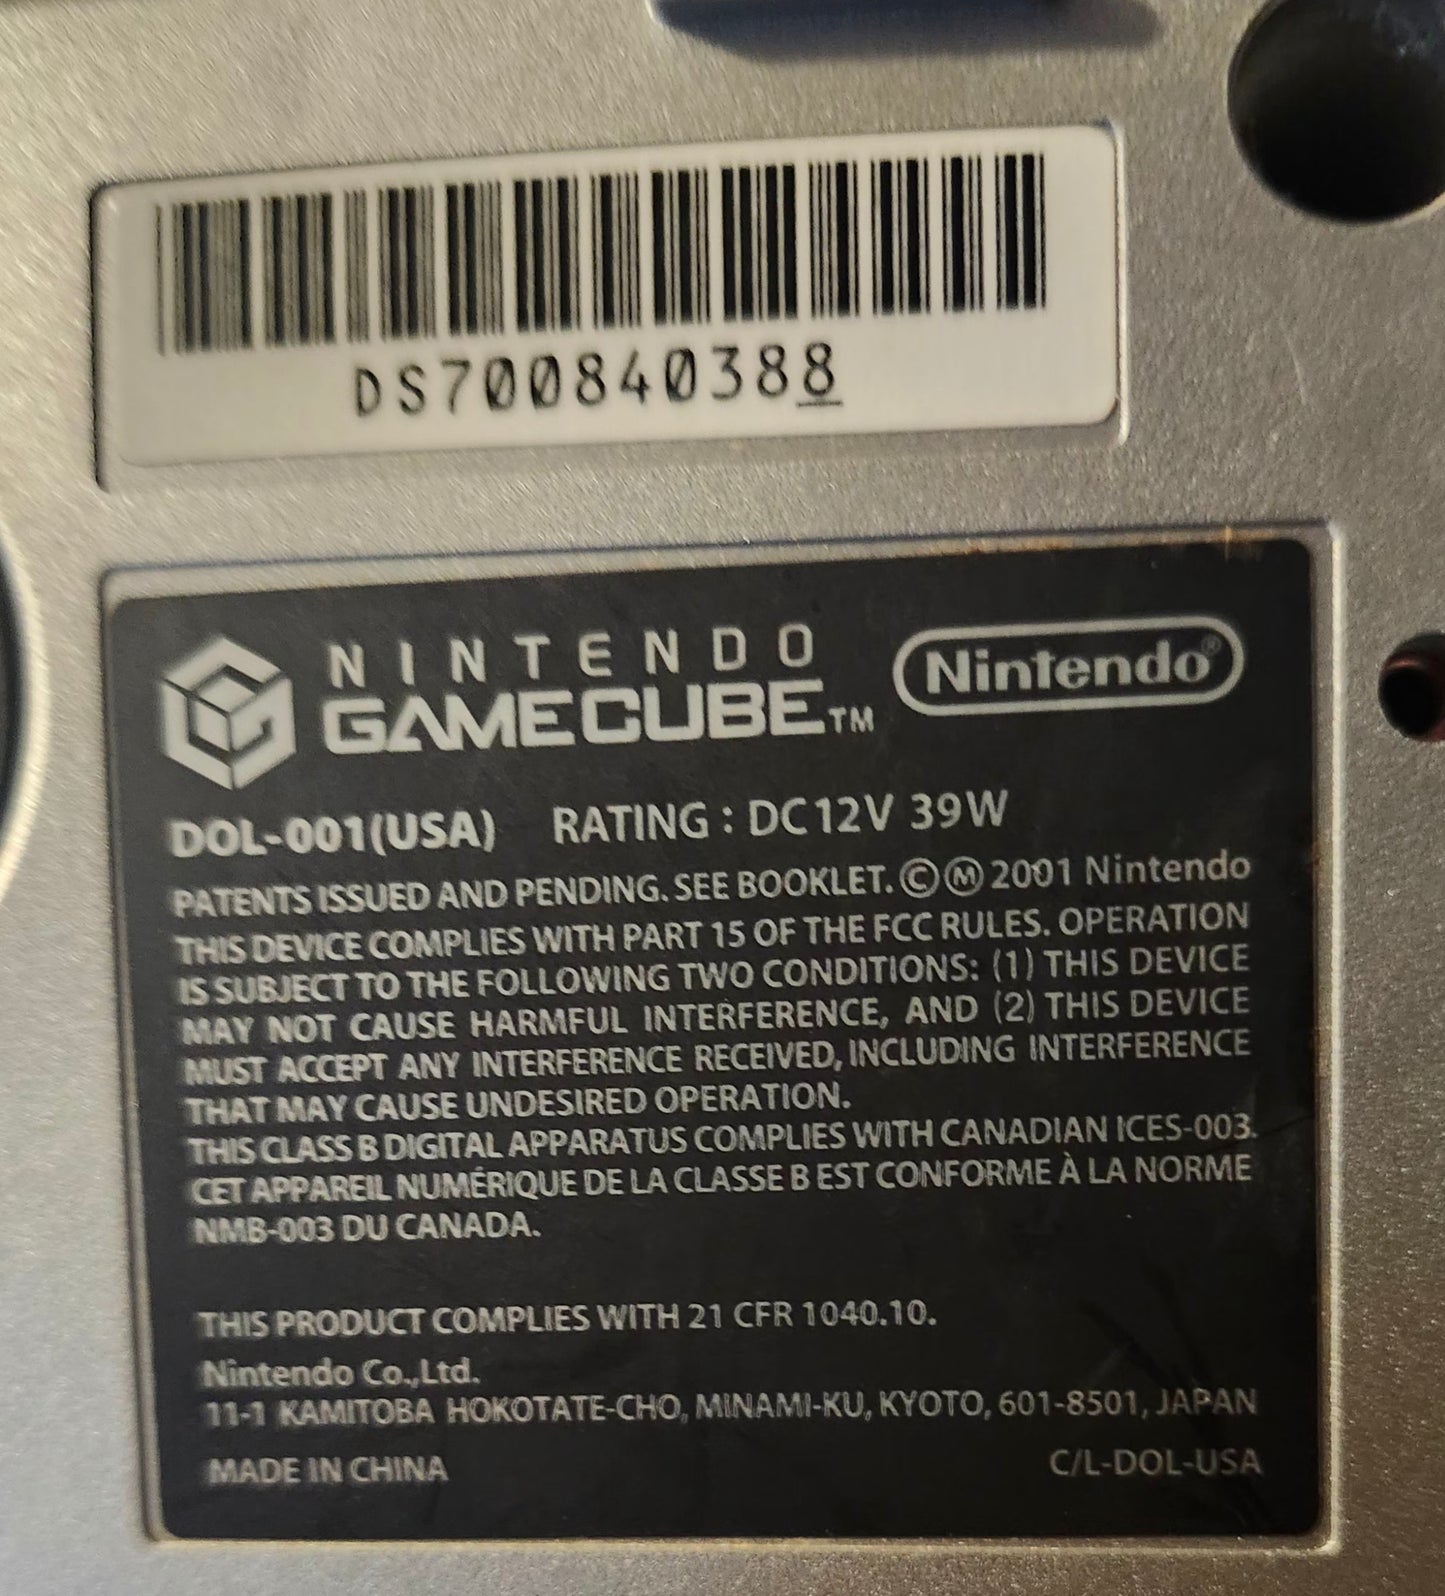 DS700840388
NINTENDO
GAMECUBE™ Nintendo®
DOL-001(USA) RATING : DC12V 39W
PATENTS ISSUED AND PENDING. SEE BOOKLET. ©Ⓜ2001 Nintendo
THIS DEVICE COMPLIES WITH PART 15 OF THE FCC RULES. OPERATION
IS SUBJECT TO THE FOLLOWING TWO CONDITIONS: (1) THIS DEVICE
MAY NOT CAUSE HARMFUL INTERFERENCE, AND (2) THIS DEVICE
MUST ACCEPT ANY INTERFERENCE RECEIVED, INCLUDING INTERFERENCE
THAT MAY CAUSE UNDESIRED OPERATION.
THIS CLASS B DIGITAL APPARATUS COMPLIES WITH CANADIAN ICES-003.
CET APPAREIL NUMÉRIQUE DE LA CLASSE B EST CONFORME À LA NORME
NMB-003 DU CANADA.
THIS PRODUCT COMPLIES WITH 21 CFR 1040.10.
Nintendo Co.,Ltd.
11-1 KAMITOBA HOKOTATE-CHO, MINAMI-KU, KYOTO, 601-8501, JAPAN
MADE IN CHINA C/L-DOL-USA